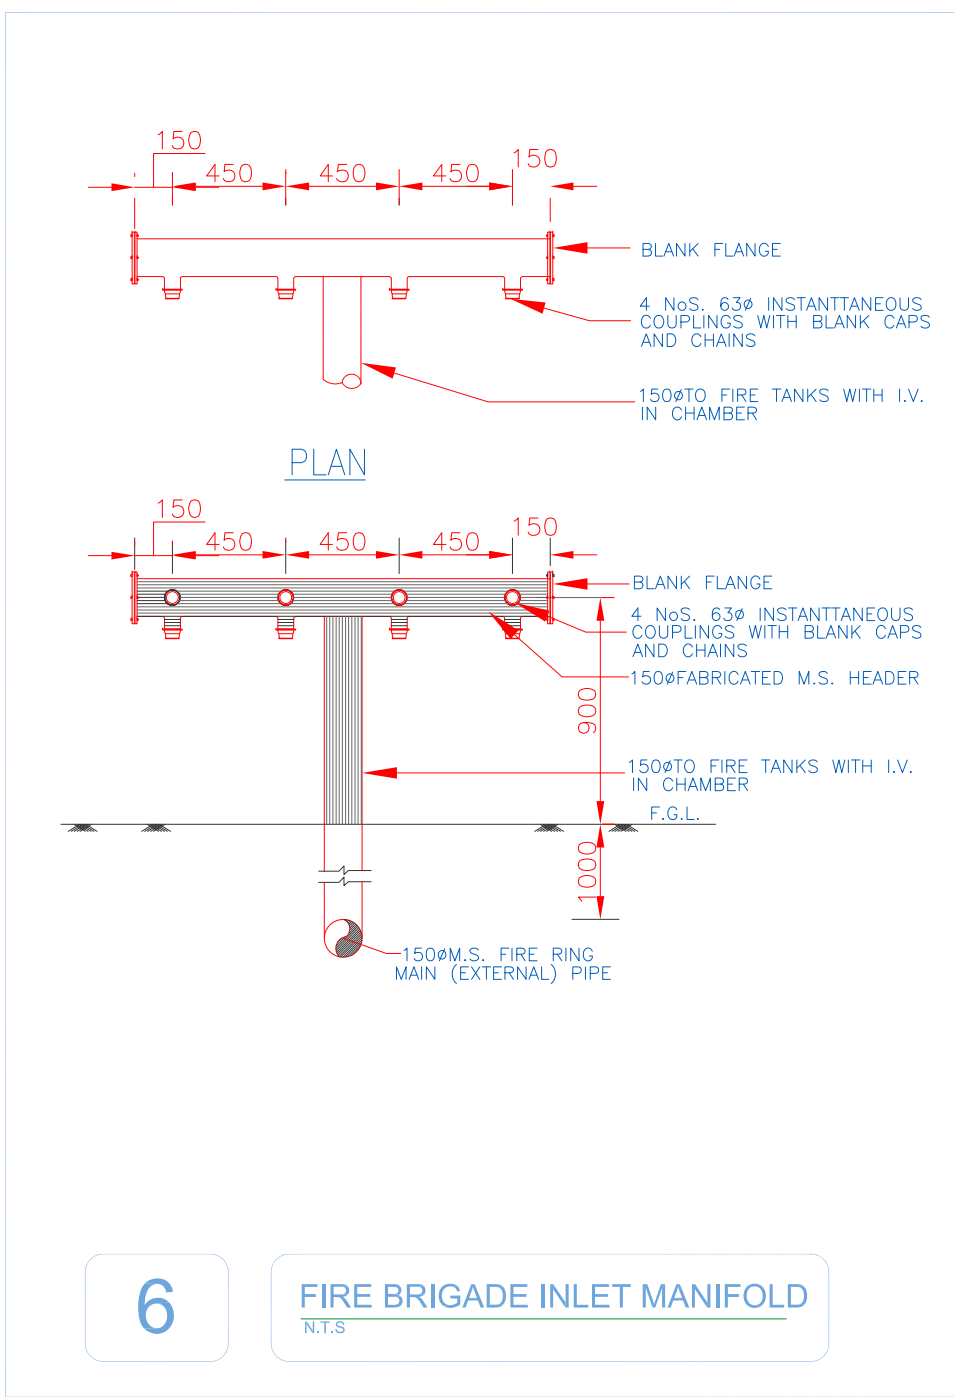 150
450 450 450 150
BLANK FLANGE
4 NoS. 63ø INSTANTTANEOUS
COUPLINGS WITH BLANK CAPS
AND CHAINS
150øTO FIRE TANKS WITH I.V.
IN CHAMBER
PLAN
150
450 450 450 150
BLANK FLANGE
4 NoS. 63ø INSTANTTANEOUS
COUPLINGS WITH BLANK CAPS
AND CHAINS
150øFABRICATED M.S. HEADER
900
150øTO FIRE TANKS WITH I.V.
IN CHAMBER
F.G.L.
1000
150øM.S. FIRE RING
MAIN (EXTERNAL) PIPE
6
FIRE BRIGADE INLET MANIFOLD
N.T.S